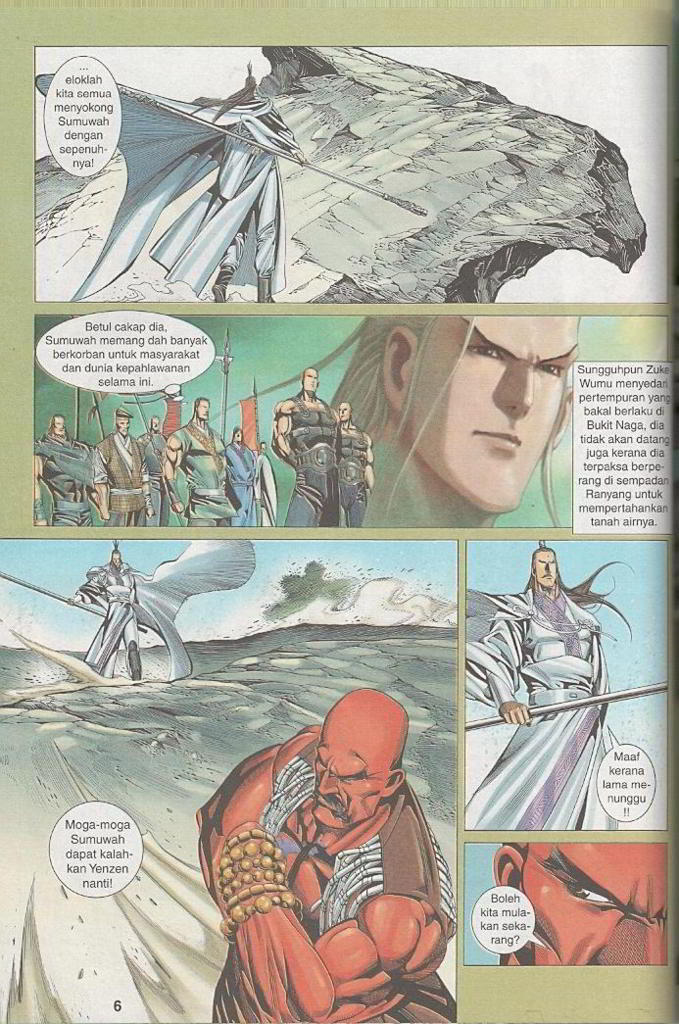 ...
eloklah
kita semua
menyokong
Sumuwah
dengan
sepenuh-
nya!
Betul cakap dia,
Sumuwah memang dah banyak
berkorban untuk masyarakat
dan dunia kepahlawanan
selama ini.
Sungguhpun Zuke
Wumu menyedari
pertempuran yang
bakal berlaku di
Bukit Naga, dia
tidak akan datang
juga kerana dia
terpaksa berpe-
rang di sempadan
Ranyang untuk
mempertahankan
tanah airnya.
Maaf
kerana
lama me-
nunggu
!!
Moga-moga
Sumuwah
dapat kalah-
kan Yenzen
nanti!
Boleh
kita mula-
kan seka-
rang?
6